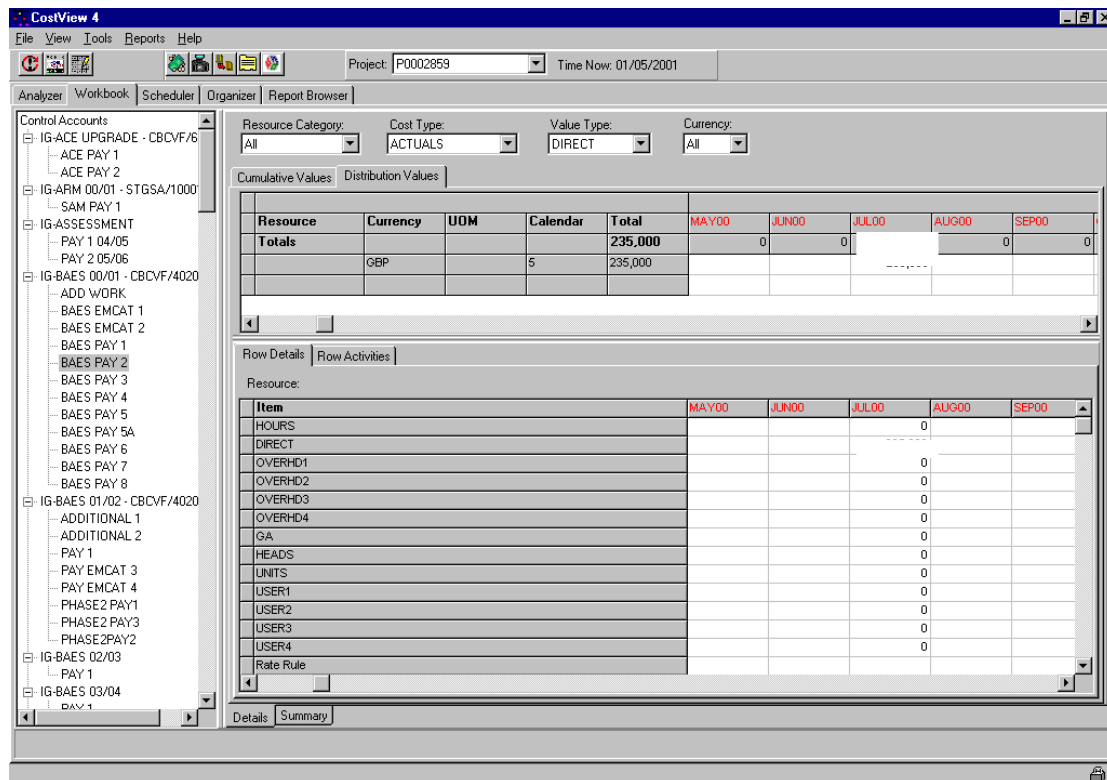 CostView 4
File View Tools Reports Help
Project: P0002859 Time Now: 01/05/2001
Analyzer Workbook Scheduler Organizer Report Browser
Control Accounts
IG-ACE UPGRADE - CBCVF/6
ACE PAY 1
ACE PAY 2
IG-ARM 00/01 - STGSA/1000
SAM PAY 1
IG-ASSESSMENT
PAY 1 04/05
PAY 2 05/06
IG-BAES 00/01 - CBCVF/4020
ADD WORK
BAES EMCAT 1
BAES EMCAT 2
BAES PAY 1
BAES PAY 2
BAES PAY 3
BAES PAY 4
BAES PAY 5
BAES PAY 5A
BAES PAY 6
BAES PAY 7
BAES PAY 8
IG-BAES 01/02 - CBCVF/4020
ADDITIONAL 1
ADDITIONAL 2
PAY 1
PAY EMCAT 3
PAY EMCAT 4
PHASE2 PAY1
PHASE2 PAY3
PHASE2PAY2
IG-BAES 02/03
PAY 1
IG-BAES 03/04
PAY 1
Resource Category: Cost Type: Value Type: Currency:
All ACTUALS DIRECT All
Cumulative Values Distribution Values
Resource Currency UOM Calendar Total MAY00 JUN00 JUL00 AUG00 SEP00
Totals 235,000 0 0 0 0
GBP 5 235,000
Row Details Row Activities
Resource:
Item MAY00 JUN00 JUL00 AUG00 SEP00
HOURS 0
DIRECT
OVERHD1 0
OVERHD2 0
OVERHD3 0
OVERHD4 0
GA 0
HEADS 0
UNITS 0
USER1 0
USER2 0
USER3 0
USER4 0
Rate Rule
Details Summary